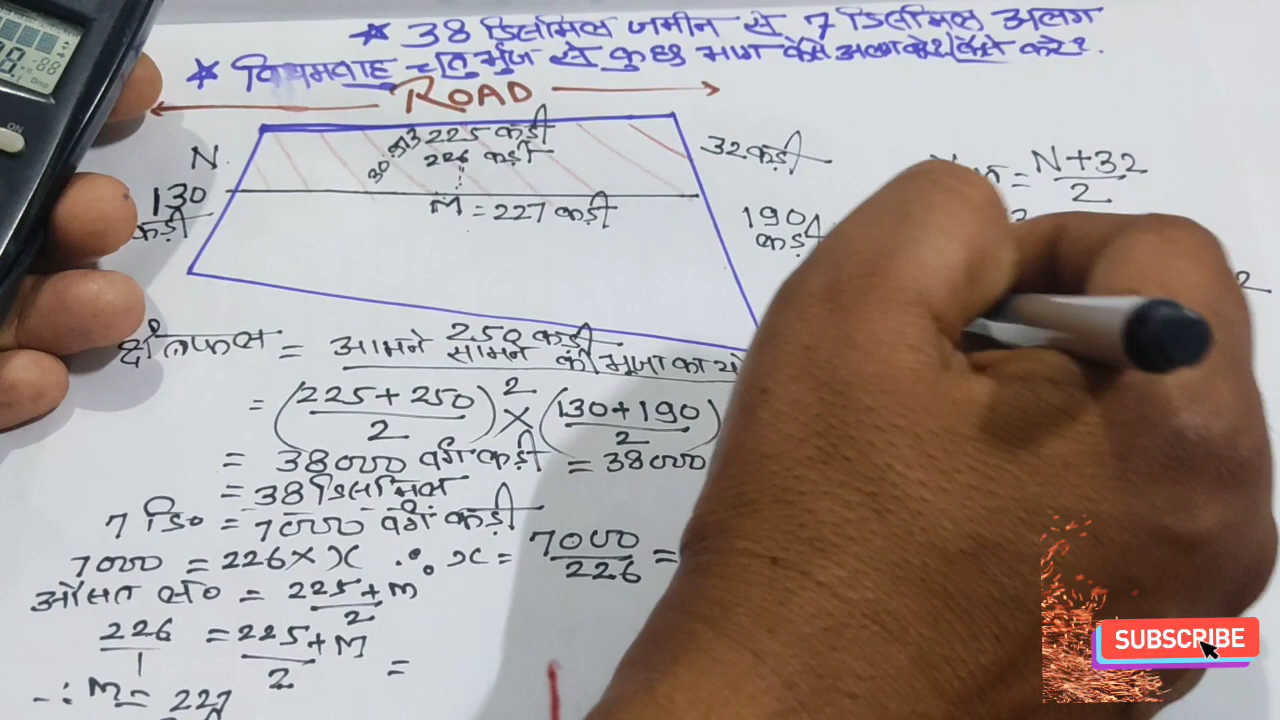 ★ 38 डिसमिल जमीन से 7 डिसमिल अलग
★ विषमबाहु चतुर्भुज से कुछ भाग कैसे अलग करे?
ROAD
225 कड़ी
226 कड़ी
M = 227 कड़ी
N
130
कड़ी
32 कड़ी
190
कड़ी
= N+32
2
250 कड़ी
क्षेत्रफल = आमने सामने की भुजा का
2
= (225+250
2) × (130+190
2
= 38000 वर्ग कड़ी = 38000
= 38 डिसमिल
7 डि० = 7000 वर्ग कड़ी
7000 = 226 × x ∴ x = 7000
226 =
औसत ल० = 225+M
2
226
1 = 225+M
2 =
∴ M = 227
ON
SUBSCRIBE